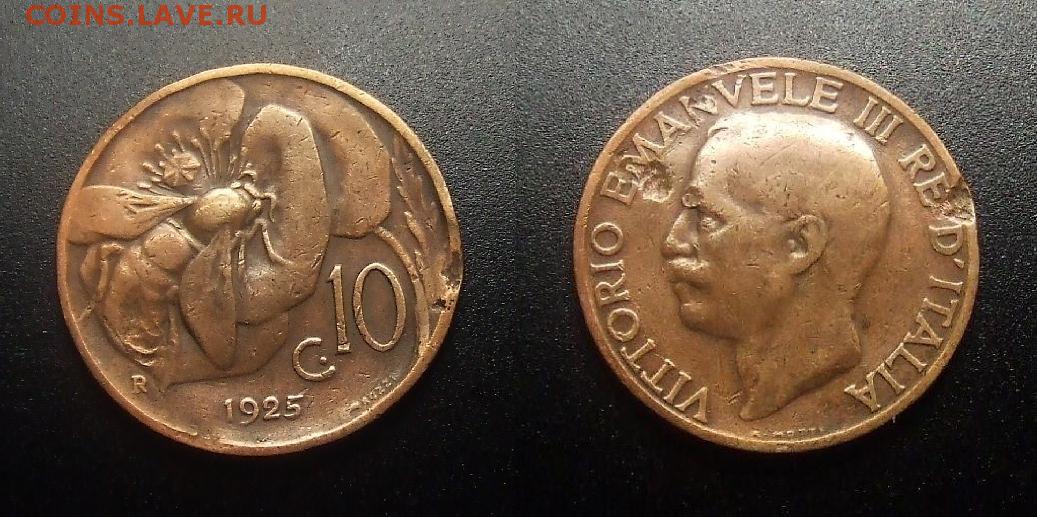 COINS.LAVE.RU
C. 10
R
1925
VITTORIO EMANVELE III RE D'ITALIA